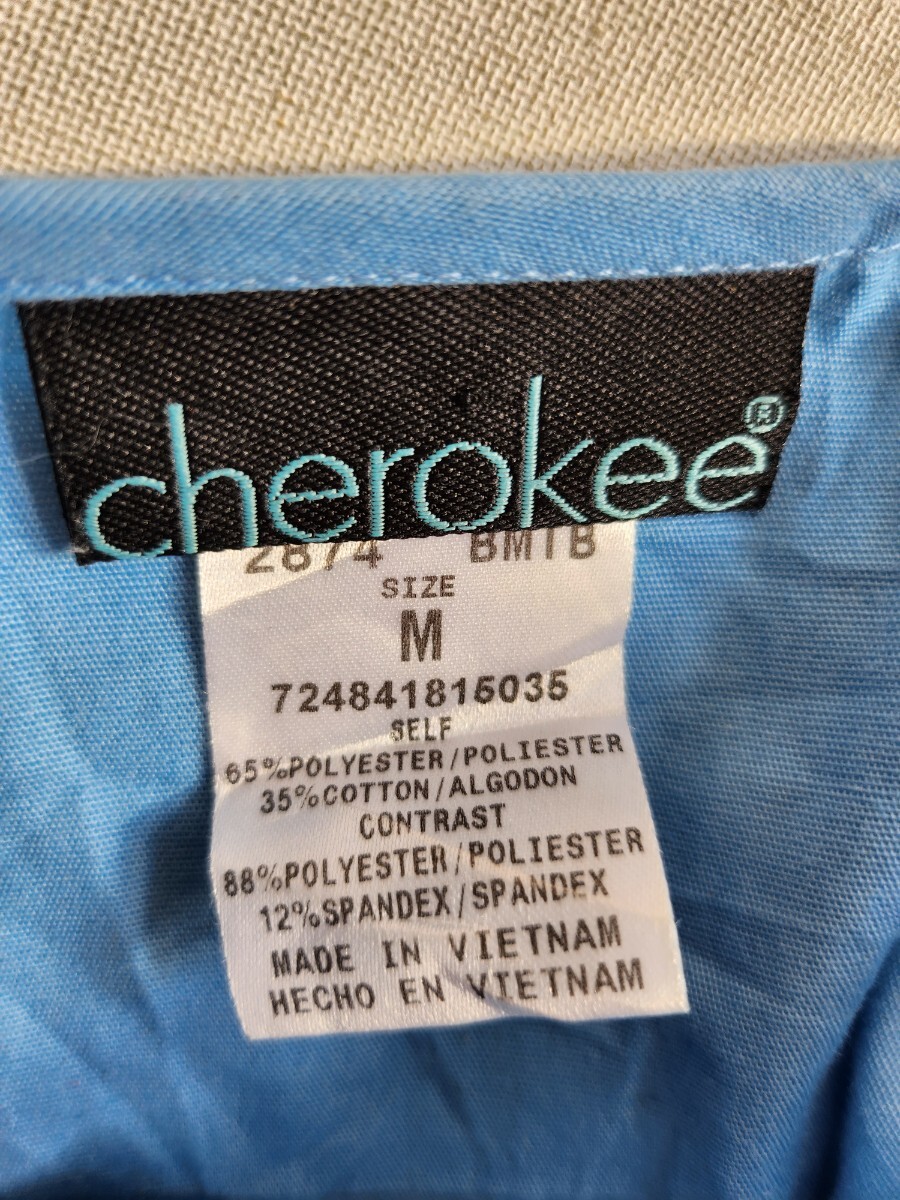 cherokee®
2874 BMTB
SIZE
M
724841815035
SELF
65%POLYESTER/POLIESTER
35%COTTON/ALGODON
CONTRAST
88%POLYESTER/POLIESTER
12%SPANDEX/SPANDEX
MADE IN VIETNAM
HECHO EN VIETNAM